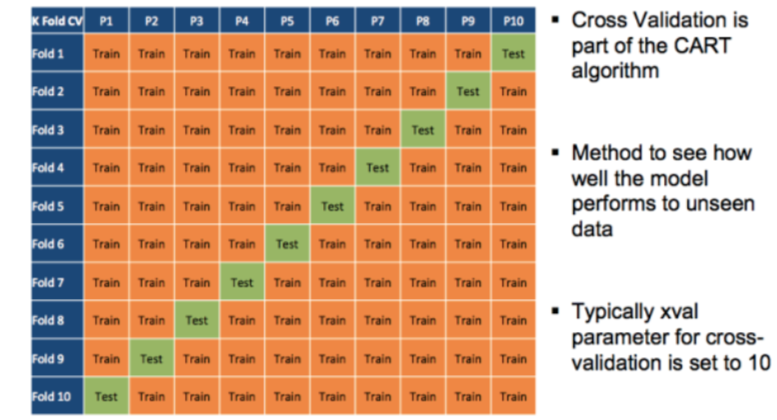 K Fold CV P1 P2 P3 P4 P5 P6 P7 P8 P9 P10
Fold 1 Train Train Train Train Train Train Train Train Train Test
Fold 2 Train Train Train Train Train Train Train Train Test Train
Fold 3 Train Train Train Train Train Train Train Test Train Train
Fold 4 Train Train Train Train Train Train Test Train Train Train
Fold 5 Train Train Train Train Train Test Train Train Train Train
Fold 6 Train Train Train Train Test Train Train Train Train Train
Fold 7 Train Train Train Test Train Train Train Train Train Train
Fold 8 Train Train Test Train Train Train Train Train Train Train
Fold 9 Train Test Train Train Train Train Train Train Train Train
Fold 10 Test Train Train Train Train Train Train Train Train Train
▪ Cross Validation is
part of the CART
algorithm
▪ Method to see how
well the model
performs to unseen
data
▪ Typically xval
parameter for cross-
validation is set to 10